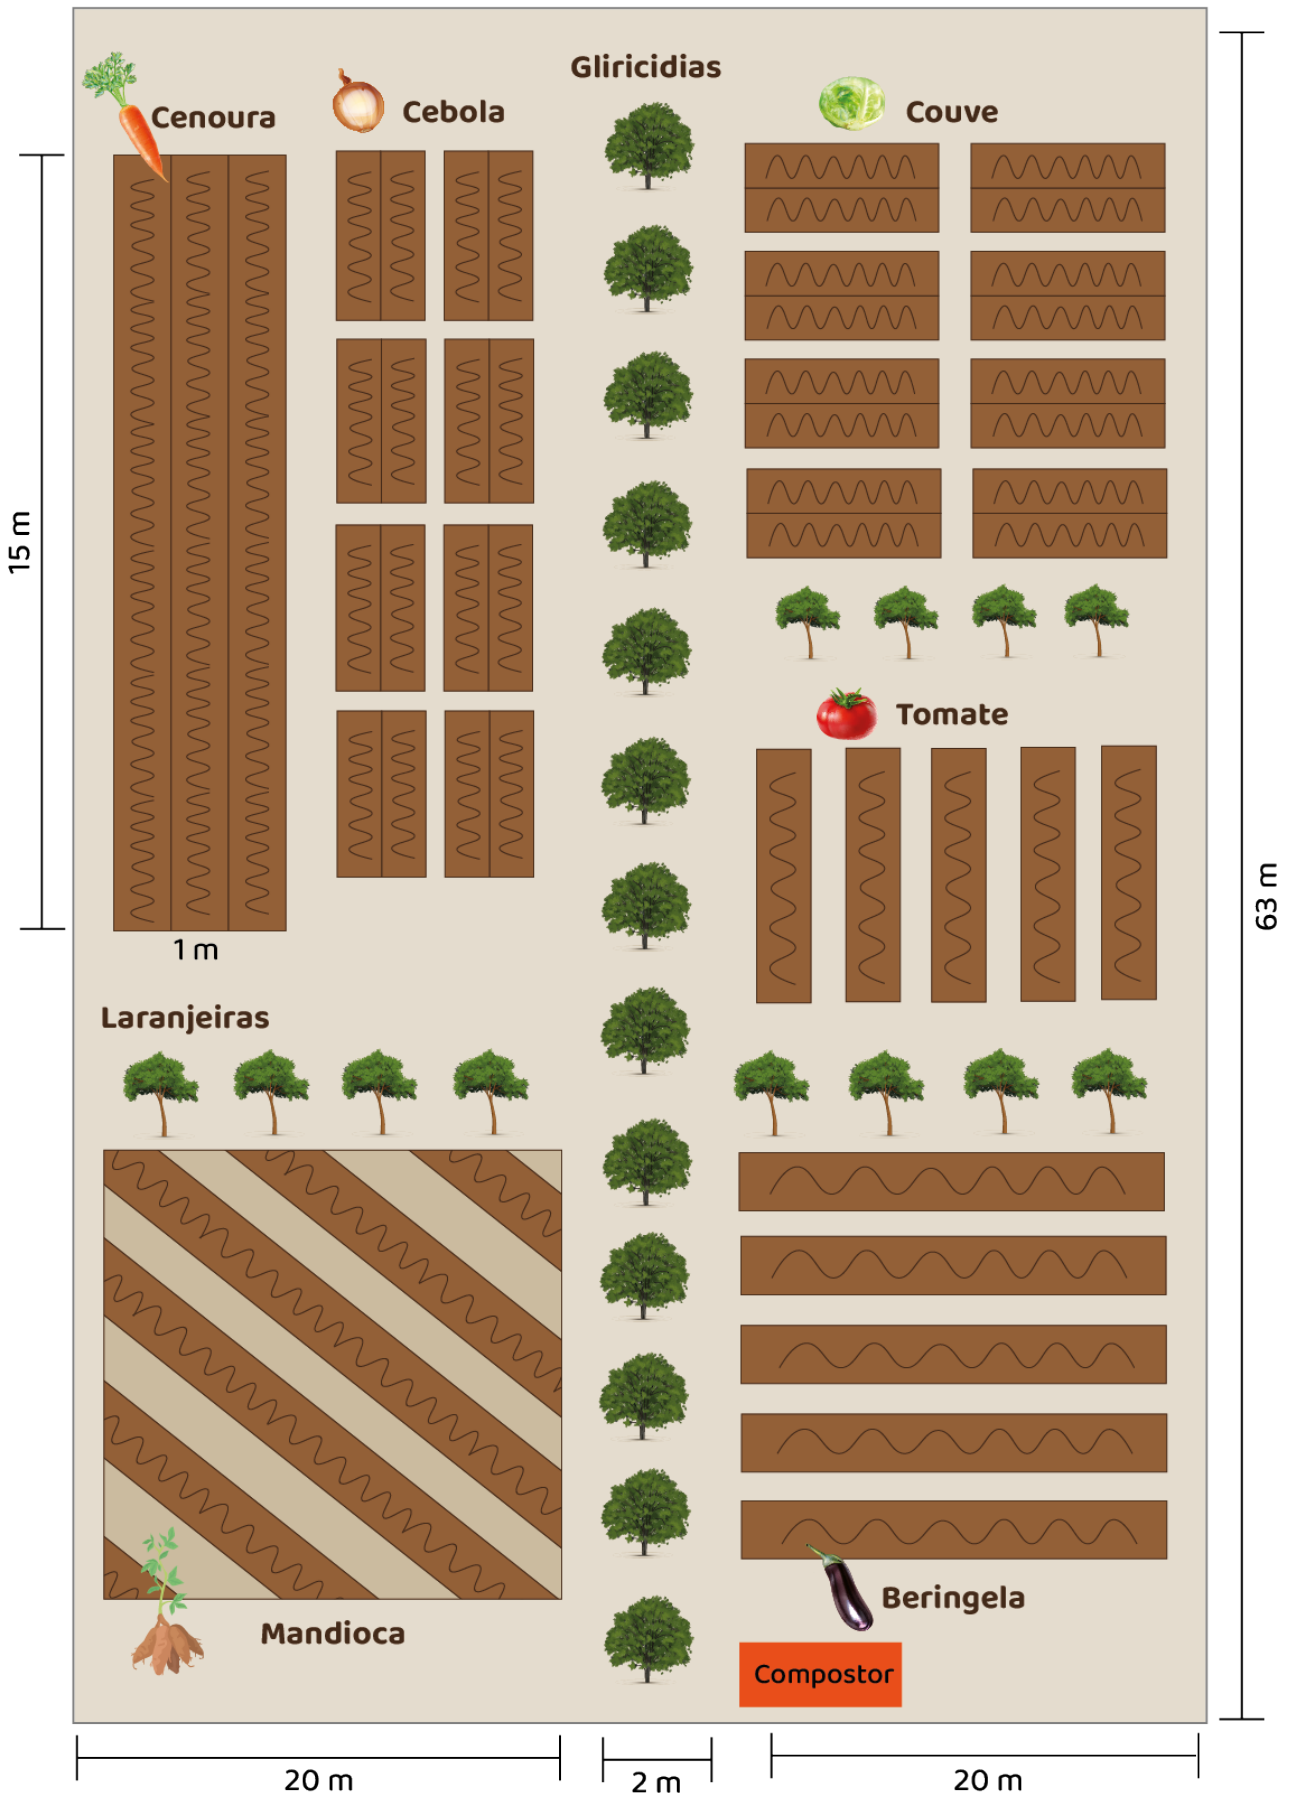 Gliricidias
Cenoura
Cebola
Couve
15 m
Tomate
63 m
1 m
Laranjeiras
Beringela
Mandioca
Compostor
20 m
2 m
20 m